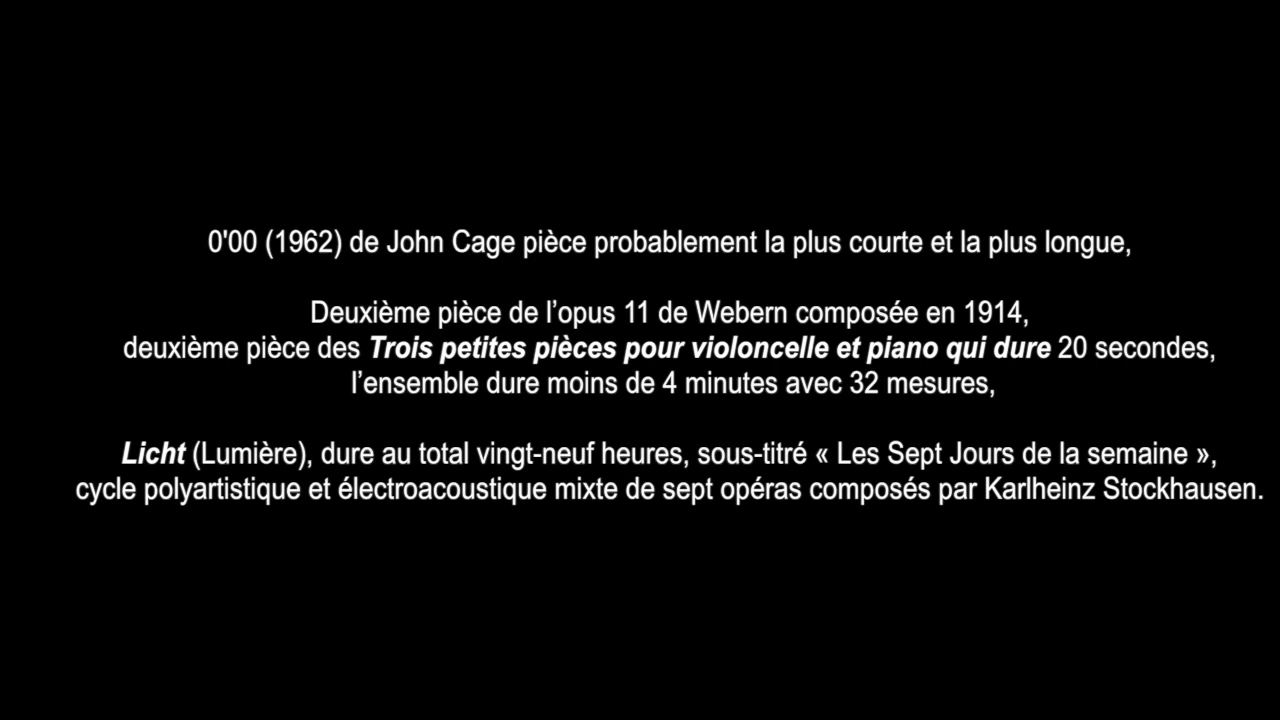 0'00 (1962) de John Cage pièce probablement la plus courte et la plus longue,
Deuxième pièce de l’opus 11 de Webern composée en 1914,
deuxième pièce des Trois petites pièces pour violoncelle et piano qui dure 20 secondes,
l’ensemble dure moins de 4 minutes avec 32 mesures,
Licht (Lumière), dure au total vingt-neuf heures, sous-titré « Les Sept Jours de la semaine »,
cycle polyartistique et électroacoustique mixte de sept opéras composés par Karlheinz Stockhausen.